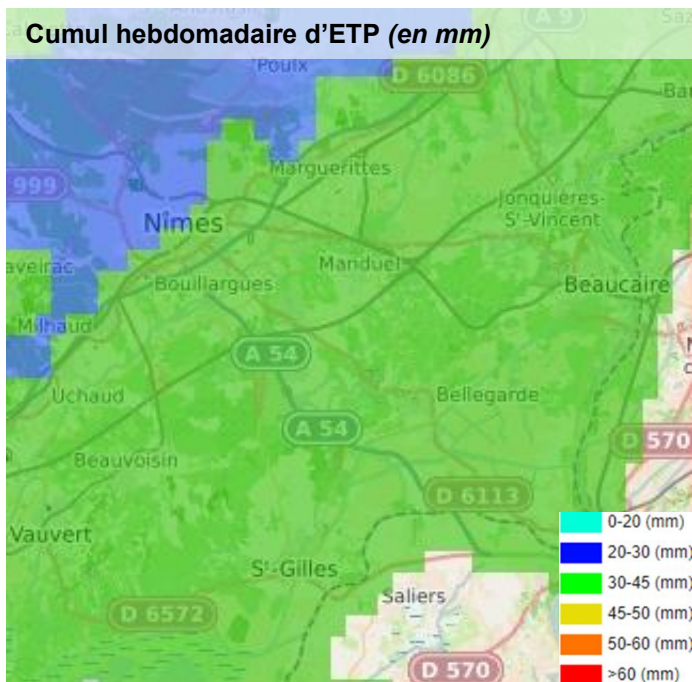 Cumul hebdomadaire d'ETP (en mm)
A 9
Poulx
D 6086
Marguerittes
999
Jonquières-
St-Vincent
Nîmes
Manduel
aveirac
Bouillargues
Beaucaire
Milhaud
A 54
Uchaud
Bellegarde
A 54
D 570
Beauvoisin
D 6113
Vauvert
0-20 (mm)
20-30 (mm)
St-Gilles
30-45 (mm)
Saliers
D 6572
45-50 (mm)
50-60 (mm)
D 570
>60 (mm)